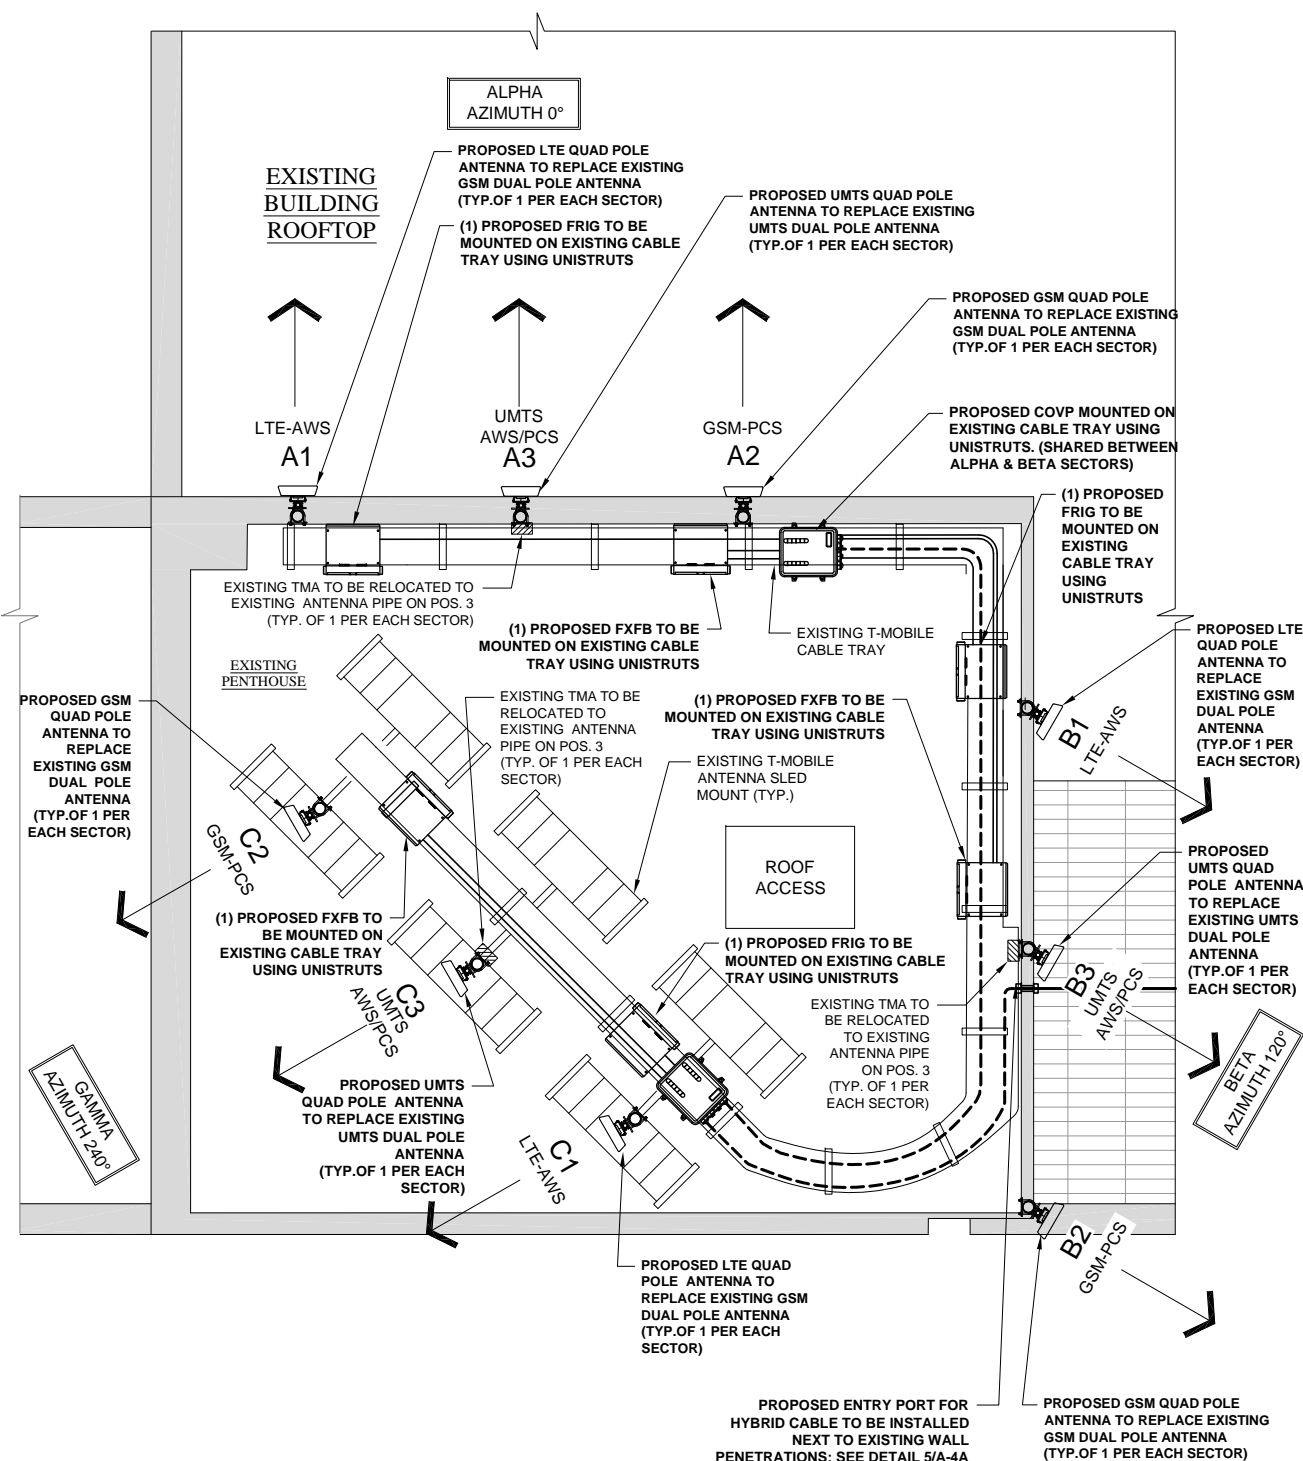 ALPHA
AZIMUTH 0°
EXISTING
BUILDING
ROOFTOP
PROPOSED LTE QUAD POLE
ANTENNA TO REPLACE EXISTING
GSM DUAL POLE ANTENNA
(TYP.OF 1 PER EACH SECTOR)
(1) PROPOSED FRIG TO BE
MOUNTED ON EXISTING CABLE
TRAY USING UNISTRUTS
PROPOSED UMTS QUAD POLE
ANTENNA TO REPLACE EXISTING
UMTS DUAL POLE ANTENNA
(TYP.OF 1 PER EACH SECTOR)
PROPOSED GSM QUAD POLE
ANTENNA TO REPLACE EXISTING
GSM DUAL POLE ANTENNA
(TYP.OF 1 PER EACH SECTOR)
LTE-AWS
A1
UMTS
AWS/PCS
A3
GSM-PCS
A2
PROPOSED COVP MOUNTED ON
EXISTING CABLE TRAY USING
UNISTRUTS. (SHARED BETWEEN
ALPHA & BETA SECTORS)
(1) PROPOSED
FRIG TO BE
MOUNTED ON
EXISTING
CABLE TRAY
USING
UNISTRUTS
EXISTING TMA TO BE RELOCATED TO
EXISTING ANTENNA PIPE ON POS. 3
(TYP. OF 1 PER EACH SECTOR)
(1) PROPOSED FXFB TO BE
MOUNTED ON EXISTING CABLE
TRAY USING UNISTRUTS
EXISTING T-MOBILE
CABLE TRAY
PROPOSED LTE
QUAD POLE
ANTENNA TO
REPLACE
EXISTING GSM
DUAL POLE
ANTENNA
(TYP.OF 1 PER
EACH SECTOR)
EXISTING
PENTHOUSE
PROPOSED GSM
QUAD POLE
ANTENNA TO
REPLACE
EXISTING GSM
DUAL POLE
ANTENNA
(TYP.OF 1 PER
EACH SECTOR)
EXISTING TMA TO BE
RELOCATED TO
EXISTING ANTENNA
PIPE ON POS. 3
(TYP. OF 1 PER EACH
SECTOR)
(1) PROPOSED FXFB TO BE
MOUNTED ON EXISTING CABLE
TRAY USING UNISTRUTS
EXISTING T-MOBILE
ANTENNA SLED
MOUNT (TYP.)
B1
LTE-AWS
C2
GSM-PCS
ROOF
ACCESS
PROPOSED
UMTS QUAD
POLE ANTENNA
TO REPLACE
EXISTING UMTS
DUAL POLE
ANTENNA
(TYP.OF 1 PER
EACH SECTOR)
(1) PROPOSED FXFB TO
BE MOUNTED ON
EXISTING CABLE TRAY
USING UNISTRUTS
(1) PROPOSED FRIG TO BE
MOUNTED ON EXISTING CABLE
TRAY USING UNISTRUTS
C3
UMTS
AWS/PCS
EXISTING TMA TO
BE RELOCATED
TO EXISTING
ANTENNA PIPE
ON POS. 3
(TYP. OF 1 PER
EACH SECTOR)
B3
UMTS
AWS/PCS
GAMMA
AZIMUTH 240°
BETA
AZIMUTH 120°
PROPOSED UMTS
QUAD POLE ANTENNA
TO REPLACE EXISTING
UMTS DUAL POLE
ANTENNA
(TYP.OF 1 PER EACH
SECTOR)
C1
LTE-AWS
B2
GSM-PCS
PROPOSED LTE QUAD
POLE ANTENNA TO
REPLACE EXISTING GSM
DUAL POLE ANTENNA
(TYP.OF 1 PER EACH
SECTOR)
PROPOSED ENTRY PORT FOR
HYBRID CABLE TO BE INSTALLED
NEXT TO EXISTING WALL
PENETRATIONS: SEE DETAIL 5/A-4A
PROPOSED GSM QUAD POLE
ANTENNA TO REPLACE EXISTING
GSM DUAL POLE ANTENNA
(TYP.OF 1 PER EACH SECTOR)